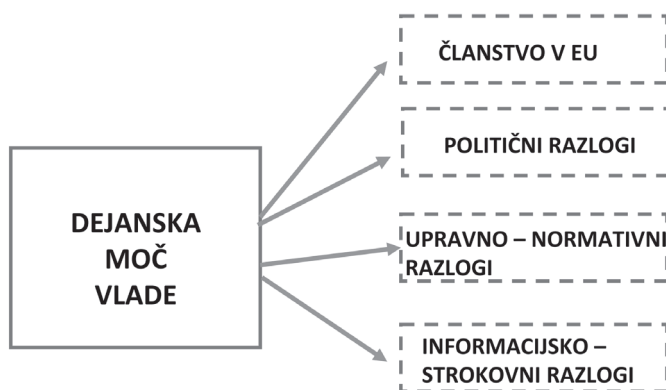 ČLANSTVO V EU
POLITIČNI RAZLOGI
DEJANSKA
MOČ
VLADE
UPRAVNO – NORMATIVNI
RAZLOGI
INFORMACIJSKO –
STROKOVNI RAZLOGI